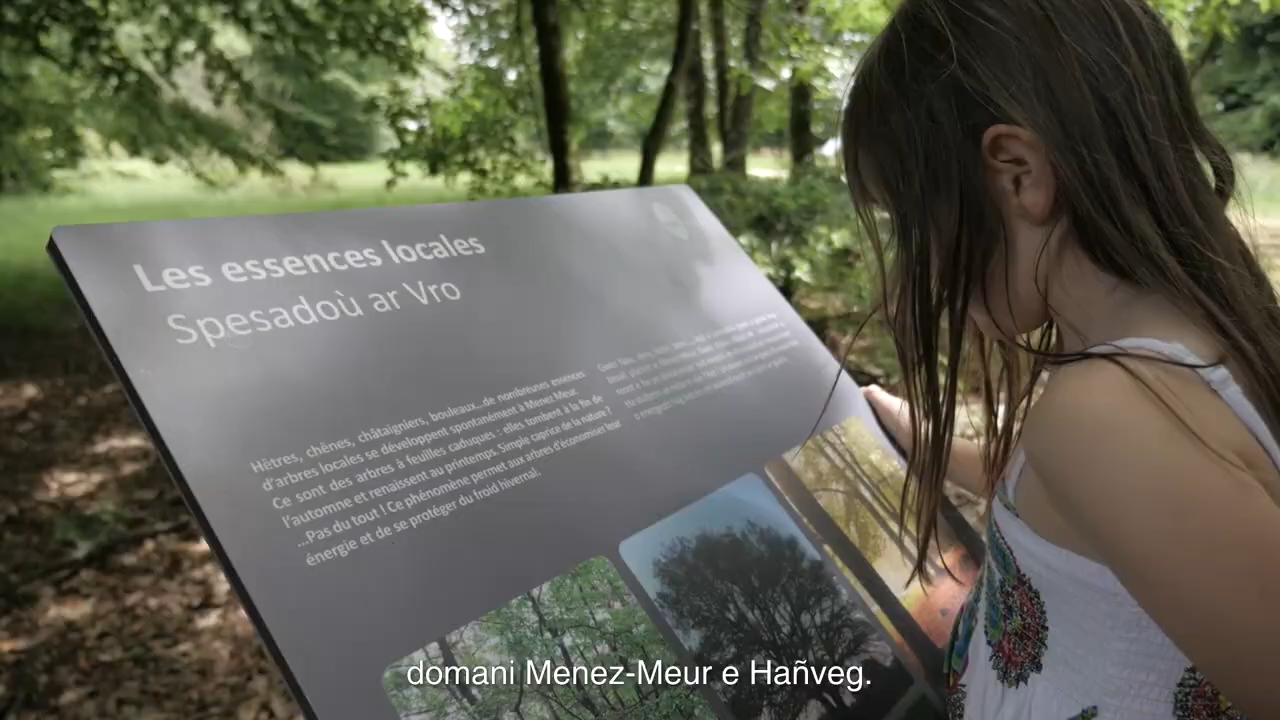 Les essences locales
Spesadoù ar Vro
Hêtres, chênes, châtaigniers, bouleaux...de nombreuses essences
d'arbres locales se développent spontanément à Menez Meur.
Ce sont des arbres à feuilles caduques : elles tombent à la fin de
l'automne et renaissent au printemps. Simple caprice de la nature ?
...Pas du tout ! Ce phénomène permet aux arbres d'économiser leur
énergie et de se protéger du froid hivernal.
domani Menez-Meur e Hañveg.